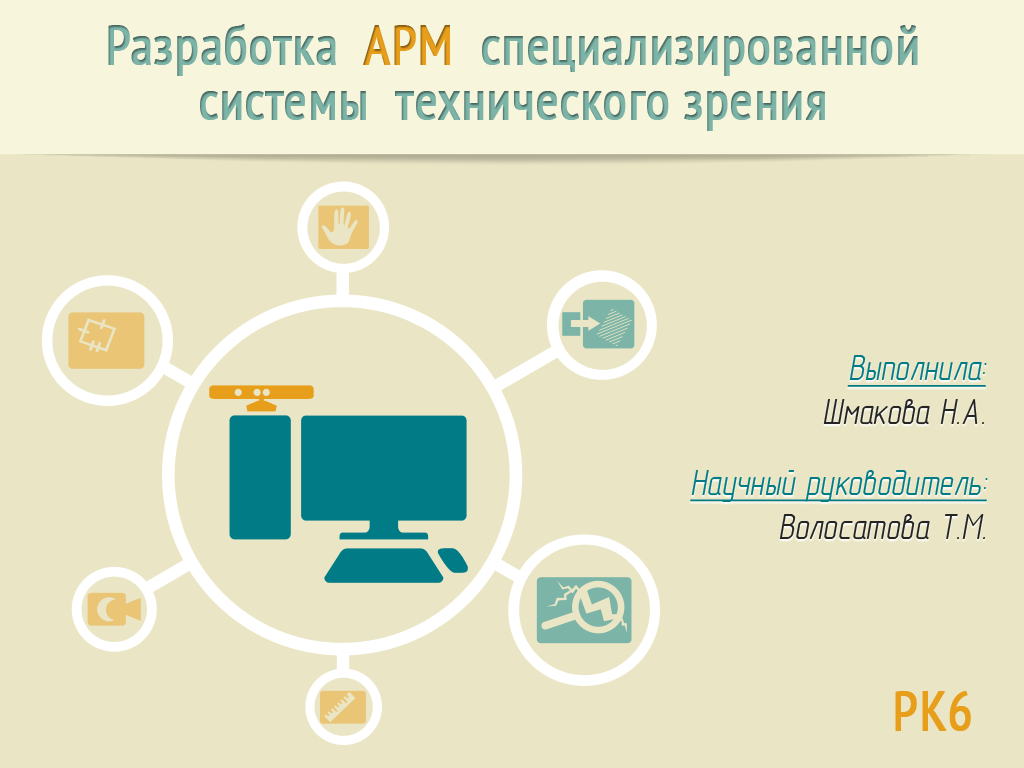 Разработка АРМ специализированной
системы технического зрения
Выполнила:
Шмакова Н.А.
Научный руководитель:
Волосатова Т.М.
РК6